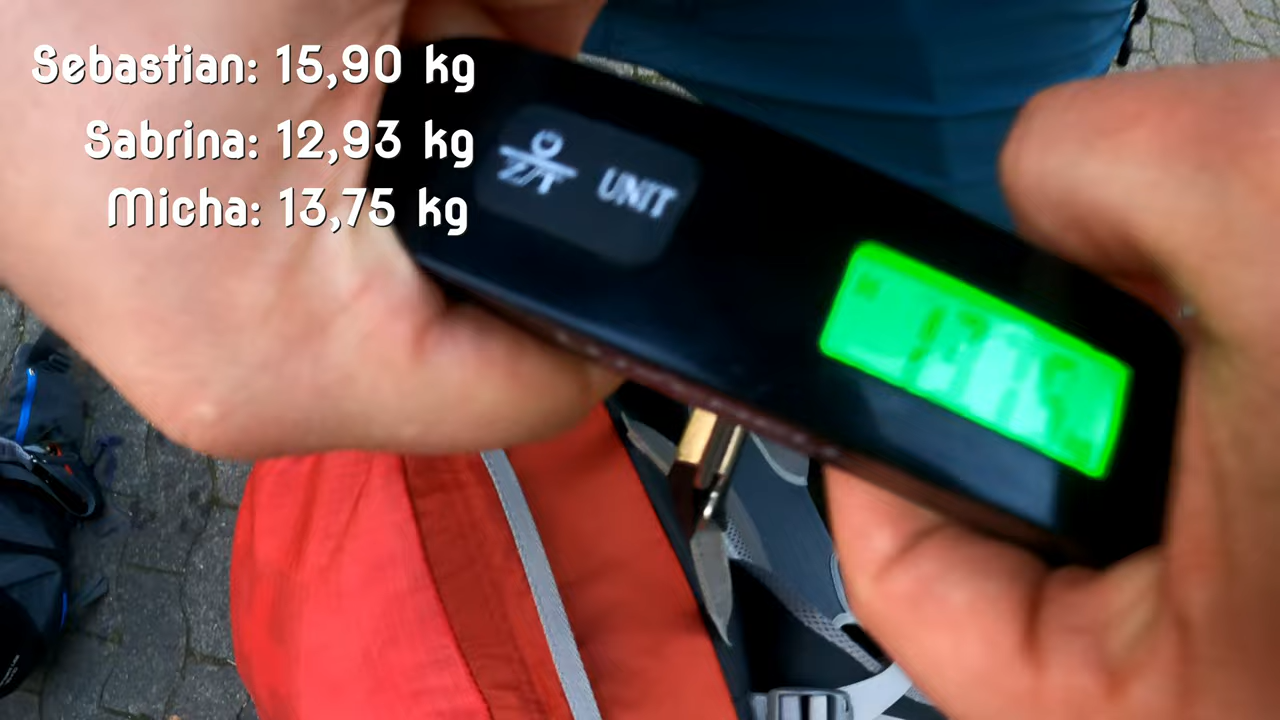 Sebastian: 15,90 kg
Sabrina: 12,93 kg
Micha: 13,75 kg
Z/T UNIT